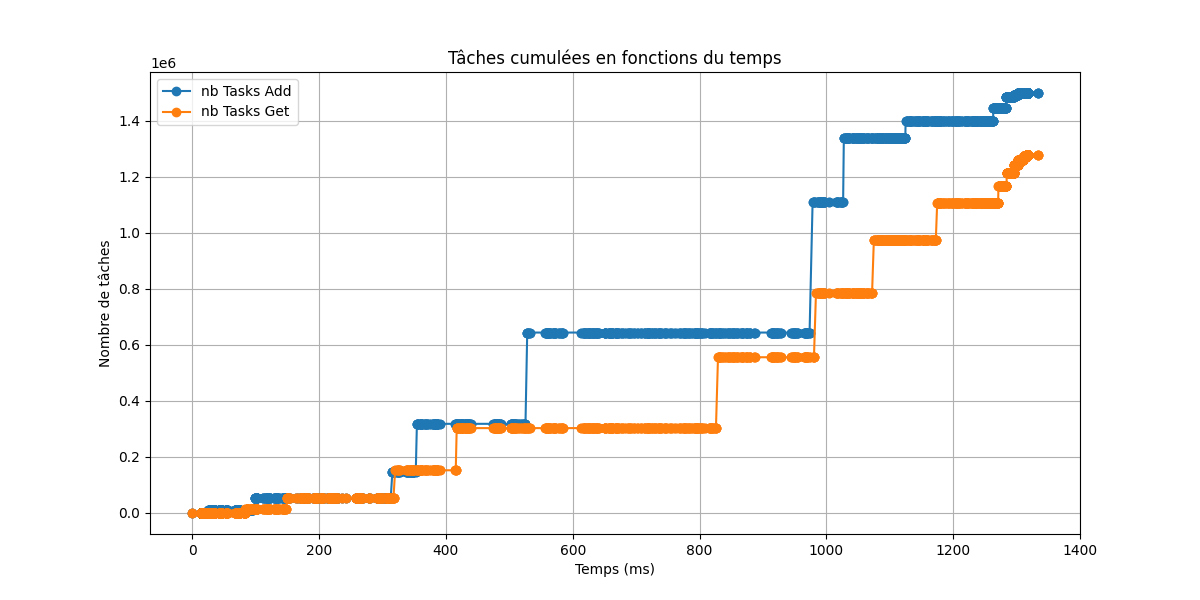 Tâches cumulées en fonctions du temps
1e6
nb Tasks Add
nb Tasks Get
1.4
1.2
1.0
0.8
0.6
0.4
0.2
0.0
Nombre de tâches
0 200 400 600 800 1000 1200 1400
Temps (ms)